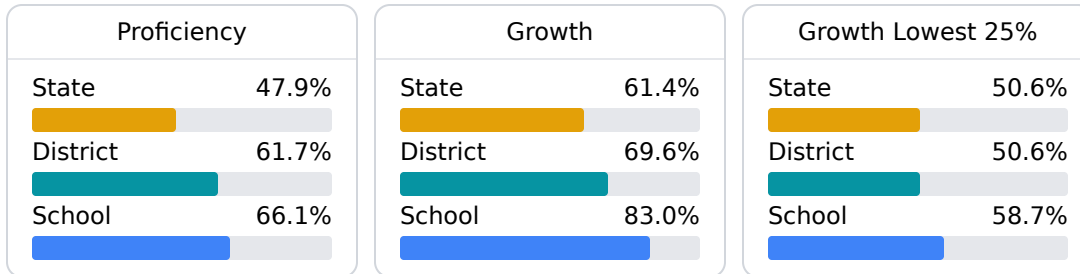 Proficiency
State 47.9%
District 61.7%
School 66.1%
Growth
State 61.4%
District 69.6%
School 83.0%
Growth Lowest 25%
State 50.6%
District 50.6%
School 58.7%